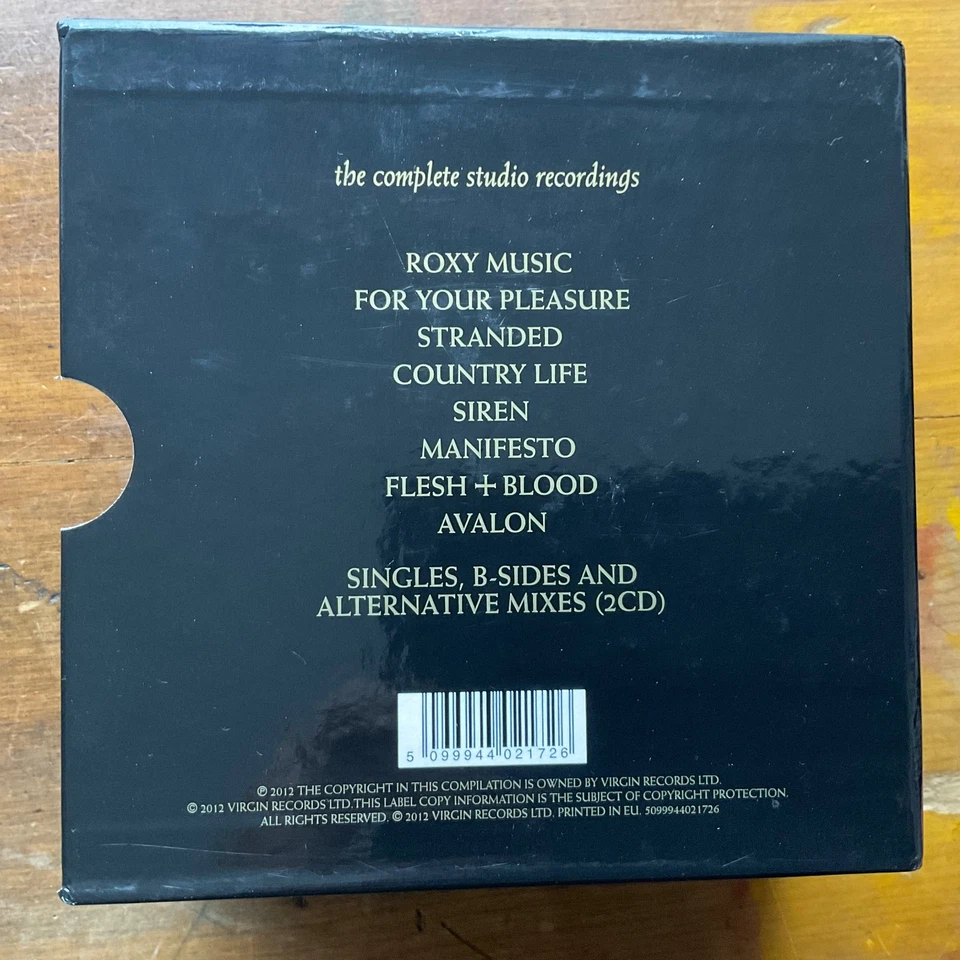 the complete studio recordings
ROXY MUSIC
FOR YOUR PLEASURE
STRANDED
COUNTRY LIFE
SIREN
MANIFESTO
FLESH + BLOOD
AVALON
SINGLES, B-SIDES AND
ALTERNATIVE MIXES (2CD)
5 099944 021726
℗ 2012 THE COPYRIGHT IN THIS COMPILATION IS OWNED BY VIRGIN RECORDS LTD.
© 2012 VIRGIN RECORDS LTD.THIS LABEL COPY INFORMATION IS THE SUBJECT OF COPYRIGHT PROTECTION.
ALL RIGHTS RESERVED. © 2012 VIRGIN RECORDS LTD. PRINTED IN EU. 5099944021726